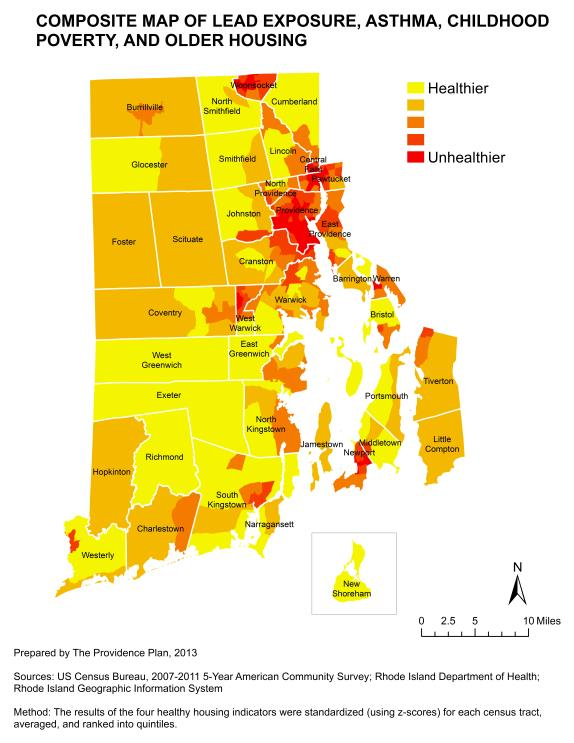 COMPOSITE MAP OF LEAD EXPOSURE, ASTHMA, CHILDHOOD
POVERTY, AND OLDER HOUSING
Healthier
Unhealthier
Woonsocket
Burrillville
North
Smithfield
Cumberland
Glocester
Smithfield
Lincoln
Central
Falls
Pawtucket
North
Providence
Johnston
Providence
East
Providence
Foster
Scituate
Cranston
Barrington
Warren
Coventry
West
Warwick
Warwick
Bristol
West
Greenwich
East
Greenwich
Tiverton
Exeter
Portsmouth
North
Kingstown
Jamestown
Middletown
Newport
Little
Compton
Hopkinton
Richmond
South
Kingstown
Charlestown
Narragansett
Westerly
New
Shoreham
N
0 2.5 5 10 Miles
Prepared by The Providence Plan, 2013
Sources: US Census Bureau, 2007-2011 5-Year American Community Survey; Rhode Island Department of Health;
Rhode Island Geographic Information System
Method: The results of the four healthy housing indicators were standardized (using z-scores) for each census tract,
averaged, and ranked into quintiles.